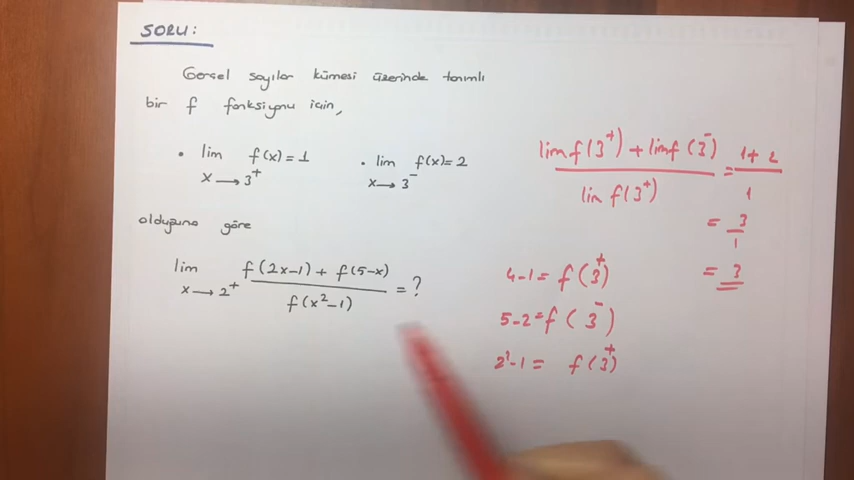 SORU:
Gerçel sayılar kümesi üzerinde tanımlı
bir f fonksiyonu için,
• lim f(x) = 1 • lim f(x) = 2
x → 3⁺ x → 3⁻
olduğuna göre
lim f(2x-1) + f(5-x)
x → 2⁺ f(x²-1) = ?
lim f(3⁺) + lim f(3⁻) = 1+2
lim f(3⁺) 1
= 3
1
= 3
4-1 = f(3⁺)
5-2 = f(3⁻)
2²-1 = f(3⁺)